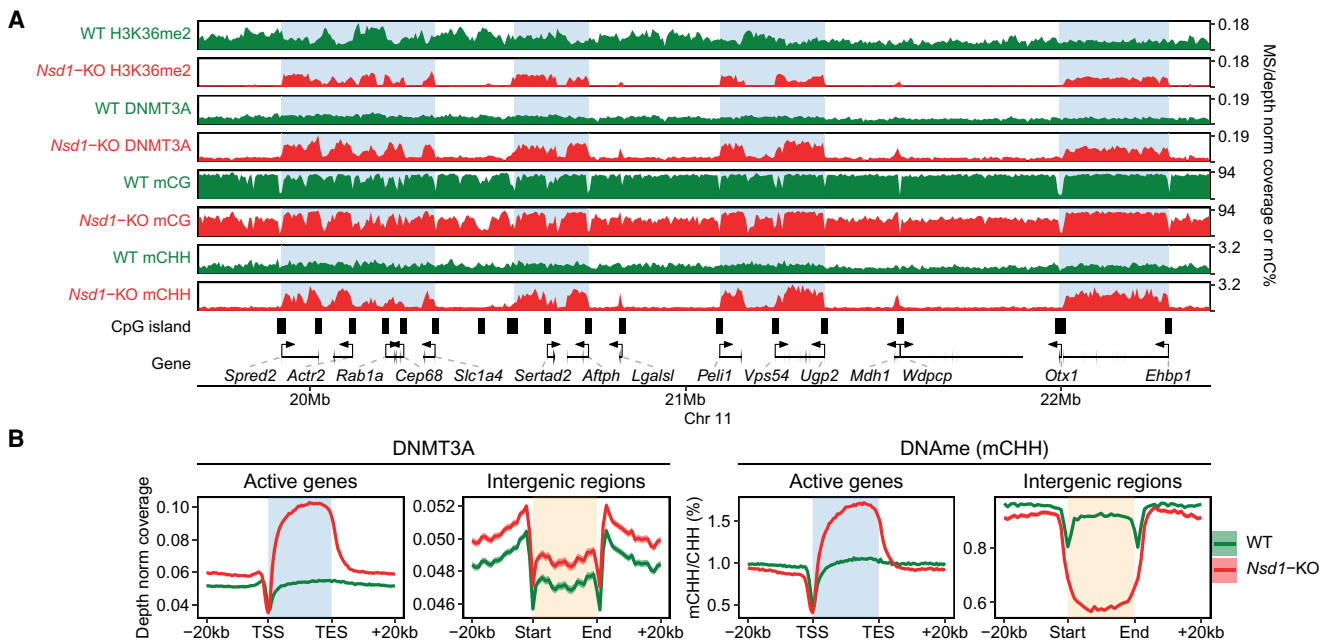 A
WT H3K36me2
0.18
Nsd1−KO H3K36me2
0.18
WT DNMT3A
0.19
Nsd1−KO DNMT3A
0.19
WT mCG
94
Nsd1−KO mCG
94
WT mCHH
3.2
Nsd1−KO mCHH
3.2
MS/depth norm coverage or mC%
CpG island
Gene
Spred2 Actr2 Rab1a Cep68 Slc1a4 Sertad2 Aftph Lgalsl Peli1 Vps54 Ugp2 Mdh1 Wdpcp Otx1 Ehbp1
20Mb 21Mb 22Mb
Chr 11
B
DNMT3A DNAme (mCHH)
Active genes Intergenic regions Active genes Intergenic regions
Depth norm coverage
0.10
0.08
0.06
0.04
0.052
0.050
0.048
0.046
mCHH/CHH (%)
1.5
1.0
0.5
0.8
0.6
WT
Nsd1−KO
−20kb TSS TES +20kb −20kb Start End +20kb −20kb TSS TES +20kb −20kb Start End +20kb